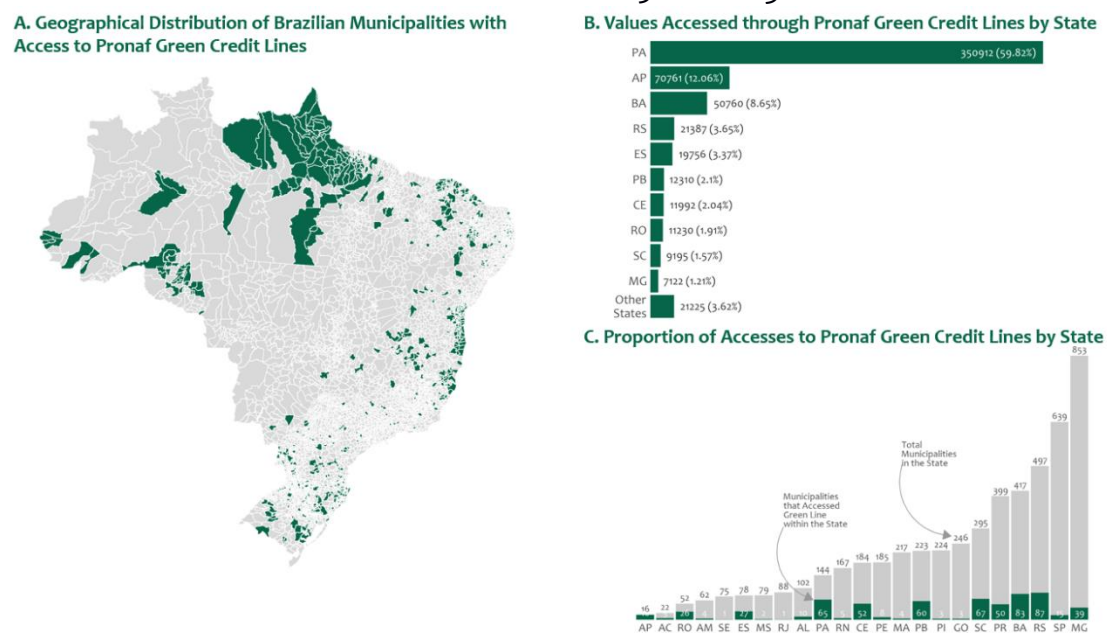 A. Geographical Distribution of Brazilian Municipalities with
Access to Pronaf Green Credit Lines
B. Values Accessed through Pronaf Green Credit Lines by State
PA 350912 (59.82%)
AP 70761 (12.06%)
BA 50760 (8.65%)
RS 21387 (3.65%)
ES 19756 (3.37%)
PB 12310 (2.1%)
CE 11992 (2.04%)
RO 11230 (1.91%)
SC 9195 (1.57%)
MG 7122 (1.21%)
Other
States 21225 (3.62%)
C. Proportion of Accesses to Pronaf Green Credit Lines by State
853
639
Total
Municipalities
in the State
497
417
399
Municipalities
that Accessed
Green Line
within the State
295
246
16 22 52 62 75 78 79 88 102 144 167 184 185 217 223 224
26 27 65 52 60 67 50 83 87 39
AP AC RO AM SE ES MS RJ AL PA RN CE PE MA PB PI GO SC PR BA RS SP MG